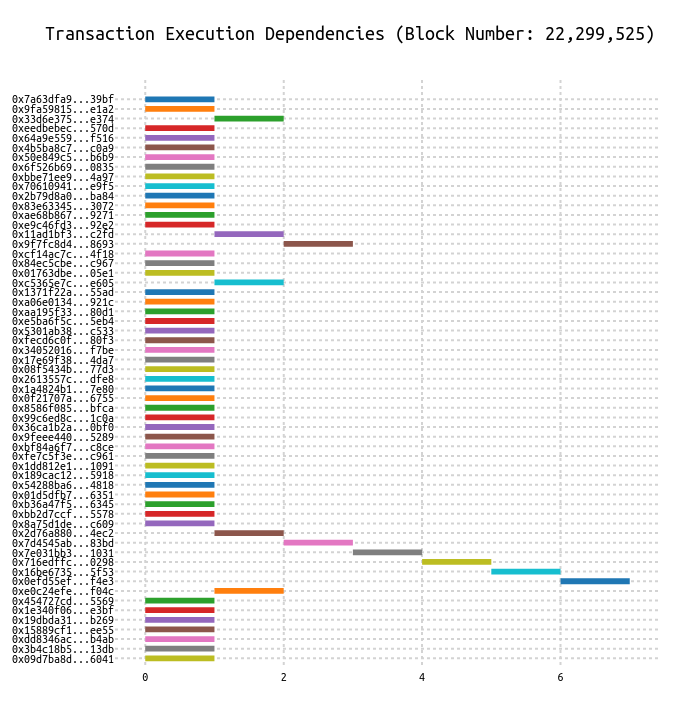 Transaction Execution Dependencies (Block Number: 22,299,525)
0x7a63dfa9...39bf
0x9fa59815...e1a2
0x33d6e375...e374
0xeedbebec...570d
0x64a9e559...f516
0x4b5ba8c7...c0a9
0x50e849c5...b6b9
0x6f526b69...0835
0xbbe71ee9...4a97
0x70610941...e9f5
0x2b79d8a0...ba84
0x83e63345...3072
0xae68b867...9271
0xe9c46fd3...92e2
0x11ad1bf3...c2fd
0x9f7fc8d4...8693
0xcf14ac7c...4f18
0x84ec5cbe...c967
0x01763dbe...05e1
0xc5365e7c...e605
0x1371f22a...55ad
0xa06e0134...921c
0xaa195f33...80d1
0xe5ba6f5c...5eb4
0x5301ab38...c533
0xfecd6c0f...80f3
0x34052016...f7be
0x17e69f38...4da7
0x08f5434b...77d3
0x2613557c...dfe8
0x1a4824b1...7e80
0x0f21707a...6755
0x8586f085...bfca
0x99c6ed8c...1c0a
0x36ca1b2a...0bf0
0x9feee440...5289
0xbf84a6f7...c8ce
0xfe7c5f3e...c961
0x1dd812e1...1091
0x189cac12...5918
0x54288ba6...4818
0x01d5dfb7...6351
0xb36a47f5...6345
0xbb2d7ccf...5578
0x8a75d1de...c609
0x2d76a880...4ec2
0x7d4545ab...83bd
0x7e031bb3...1031
0x716edffc...0298
0x16be6735...5f53
0x0efd55ef...f4e3
0xe0c24efe...f04c
0x454727cd...5569
0x1e340f06...e3bf
0x19dbda31...b269
0x15889cf1...ee55
0xdd8346ac...b4ab
0x3b4c18b5...13db
0x09d7ba8d...6041
0 2 4 6